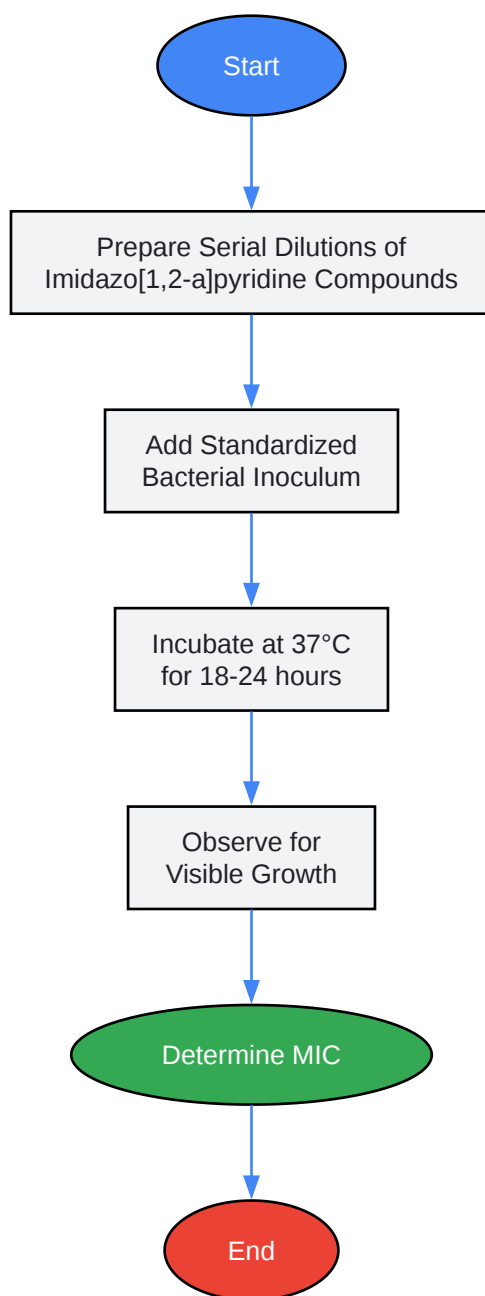 Start
Prepare Serial Dilutions of
Imidazo[1,2-a]pyridine Compounds
Add Standardized
Bacterial Inoculum
Incubate at 37°C
for 18-24 hours
Observe for
Visible Growth
Determine MIC
End